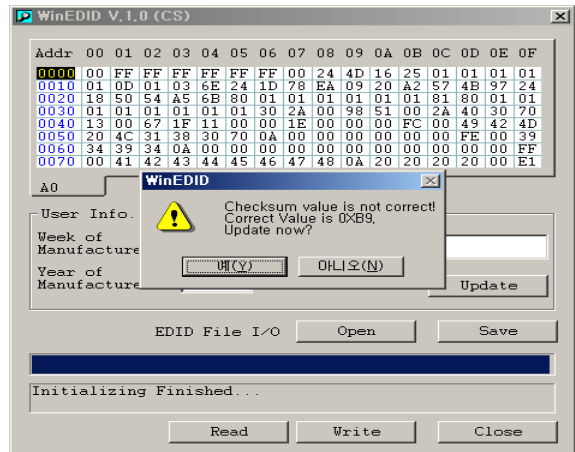 WinEDID V,1,0 (CS)
Addr 00 01 02 03 04 05 06 07 08 09 0A 0B 0C 0D 0E 0F
0000 00 FF FF FF FF FF FF 00 24 4D 16 25 01 01 01 01
0010 01 0D 01 03 6E 24 1D 78 EA 09 20 A2 57 4B 97 24
0020 18 50 54 A5 6B 80 01 01 01 01 01 01 81 80 01 01
0030 01 01 01 01 01 01 30 2A 00 98 51 00 2A 40 30 70
0040 13 00 67 1F 11 00 00 1E 00 00 00 FC 00 49 42 4D
0050 20 4C 31 38 30 70 0A 00 00 00 00 00 00 FE 00 39
0060 34 39 34 0A 00 00 00 00 00 00 00 00 00 00 00 FF
0070 00 41 42 43 44 45 46 47 48 0A 20 20 20 20 00 E1
A0
WinEDID
Checksum value is not correct!
Correct Value is 0XB9,
Update now?
예(Y)
아니오(N)
User Info.
Week of
Manufacture
Year of
Manufacture
Update
EDID File I/O
Open
Save
Initializing Finished...
Read
Write
Close